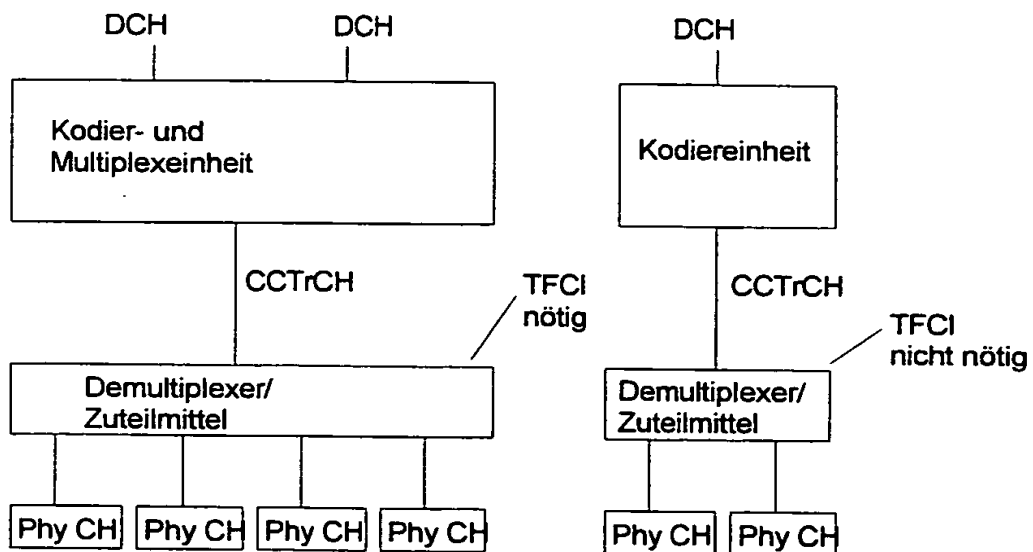 DCH
DCH
Kodier- und
Multiplexeinheit
CCTrCH
TFCI
nötig
Demultiplexer/
Zuteilmittel
Phy CH
Phy CH
Phy CH
Phy CH
DCH
Kodiereinheit
CCTrCH
TFCI
nicht nötig
Demultiplexer/
Zuteilmittel
Phy CH
Phy CH